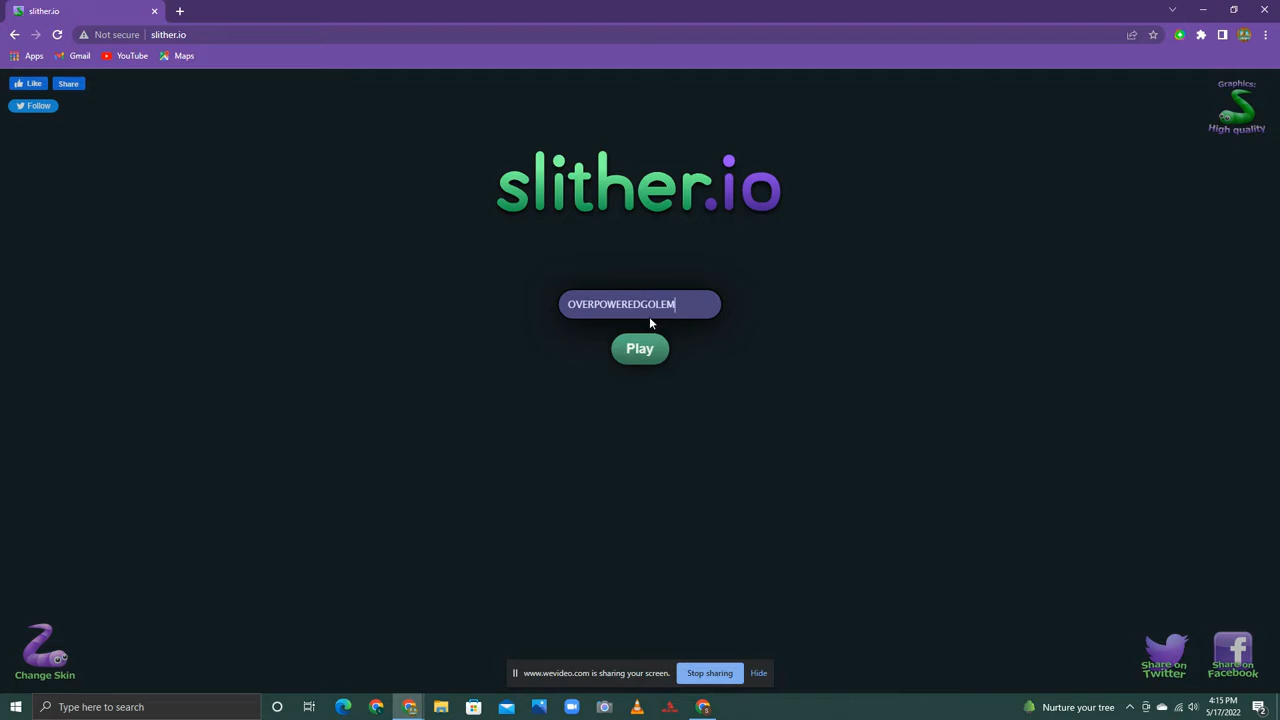 slither.io
Not secure
slither.io
Apps
Gmail
YouTube
Maps
Like
Share
Follow
Graphics:
High quality
slither.io
OVERPOWEREDGOLEM
Play
Change Skin
Share on
Twitter
Share on
Facebook
www.wevideo.com is sharing your screen.
Stop sharing
Hide
Type here to search
Nurture your tree
4:15 PM
5/17/2022
2